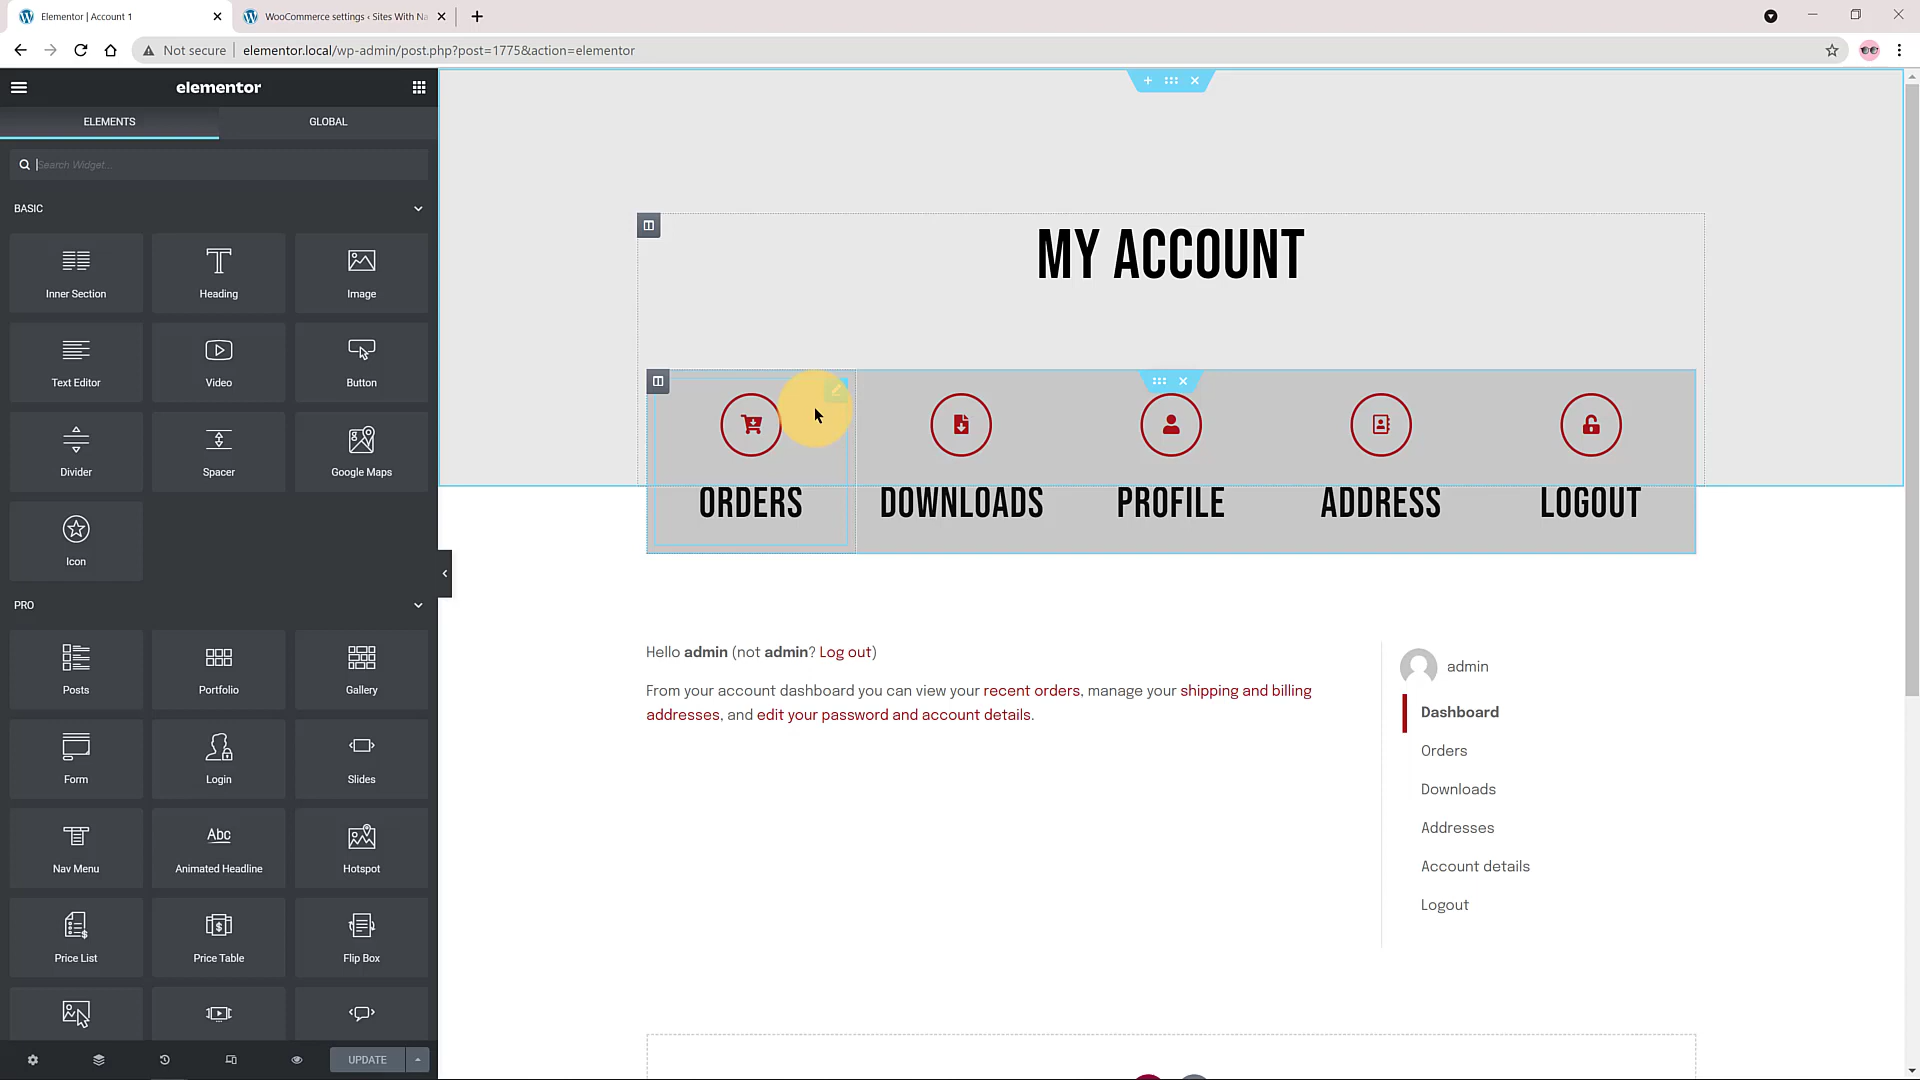 Elementor | Account 1
WooCommerce settings ‹ Sites With Na
Not secure
elementor.local/wp-admin/post.php?post=1775&action=elementor
elementor
ELEMENTS
GLOBAL
Search Widget...
BASIC
Inner Section
Heading
Image
Text Editor
Video
Button
Divider
Spacer
Google Maps
Icon
PRO
Posts
Portfolio
Gallery
Form
Login
Slides
Nav Menu
Abc
Animated Headline
Hotspot
Price List
Price Table
Flip Box
UPDATE
MY ACCOUNT
ORDERS
DOWNLOADS
PROFILE
ADDRESS
LOGOUT
Hello admin (not admin? Log out)
From your account dashboard you can view your recent orders, manage your shipping and billing
addresses, and edit your password and account details.
admin
Dashboard
Orders
Downloads
Addresses
Account details
Logout